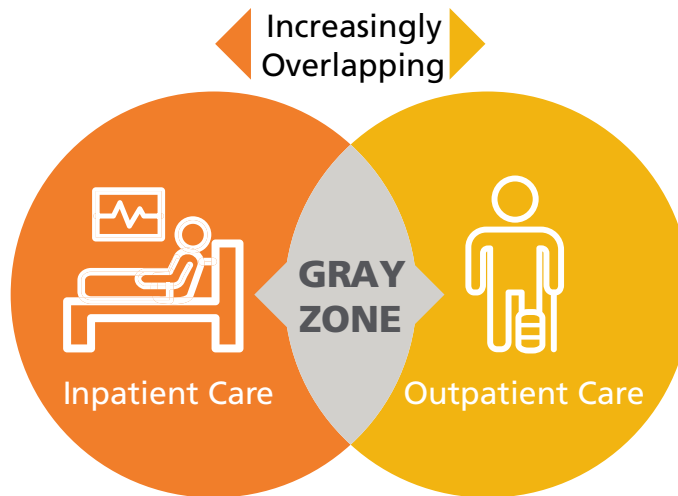 Increasingly
Overlapping
GRAY
ZONE
Inpatient Care
Outpatient Care